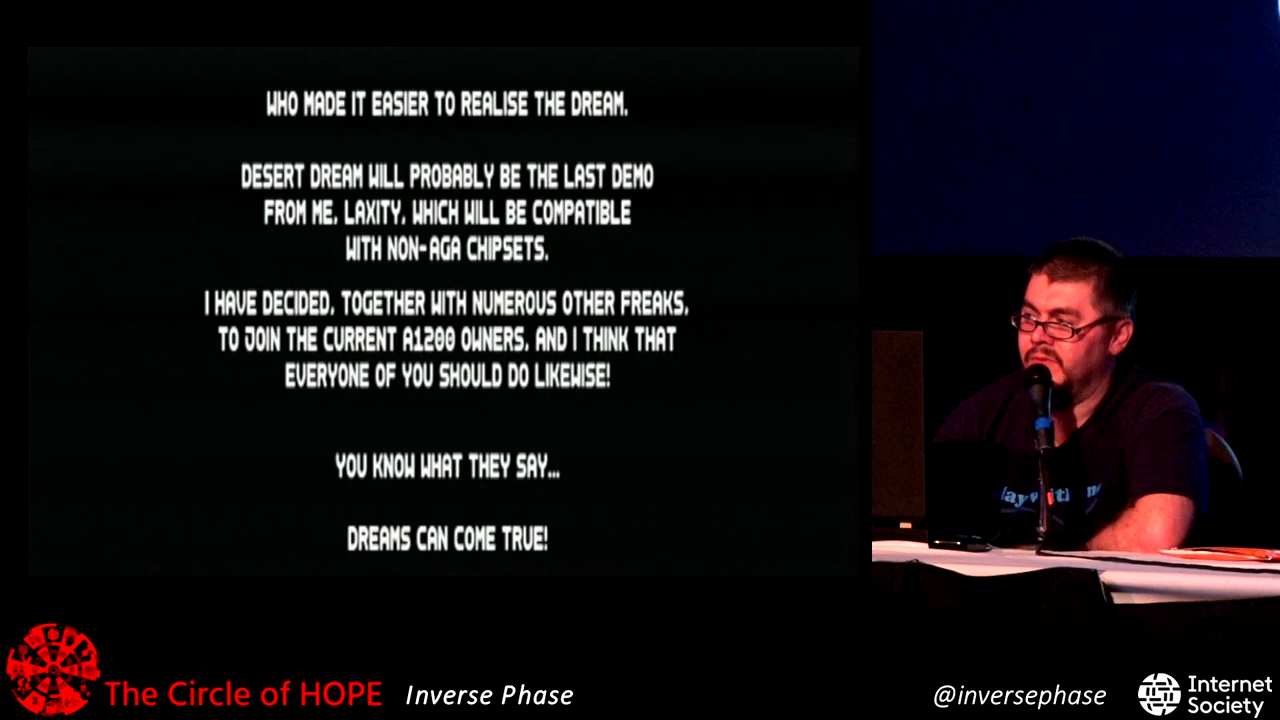 WHO MADE IT EASIER TO REALISE THE DREAM.
DESERT DREAM WILL PROBABLY BE THE LAST DEMO
FROM ME, LAXITY, WHICH WILL BE COMPATIBLE
WITH NON-AGA CHIPSETS.
I HAVE DECIDED, TOGETHER WITH NUMEROUS OTHER FREAKS,
TO JOIN THE CURRENT A1200 OWNERS, AND I THINK THAT
EVERYONE OF YOU SHOULD DO LIKEWISE!
YOU KNOW WHAT THEY SAY...
DREAMS CAN COME TRUE!
The Circle of HOPE
Inverse Phase
@inversephase
Internet
Society